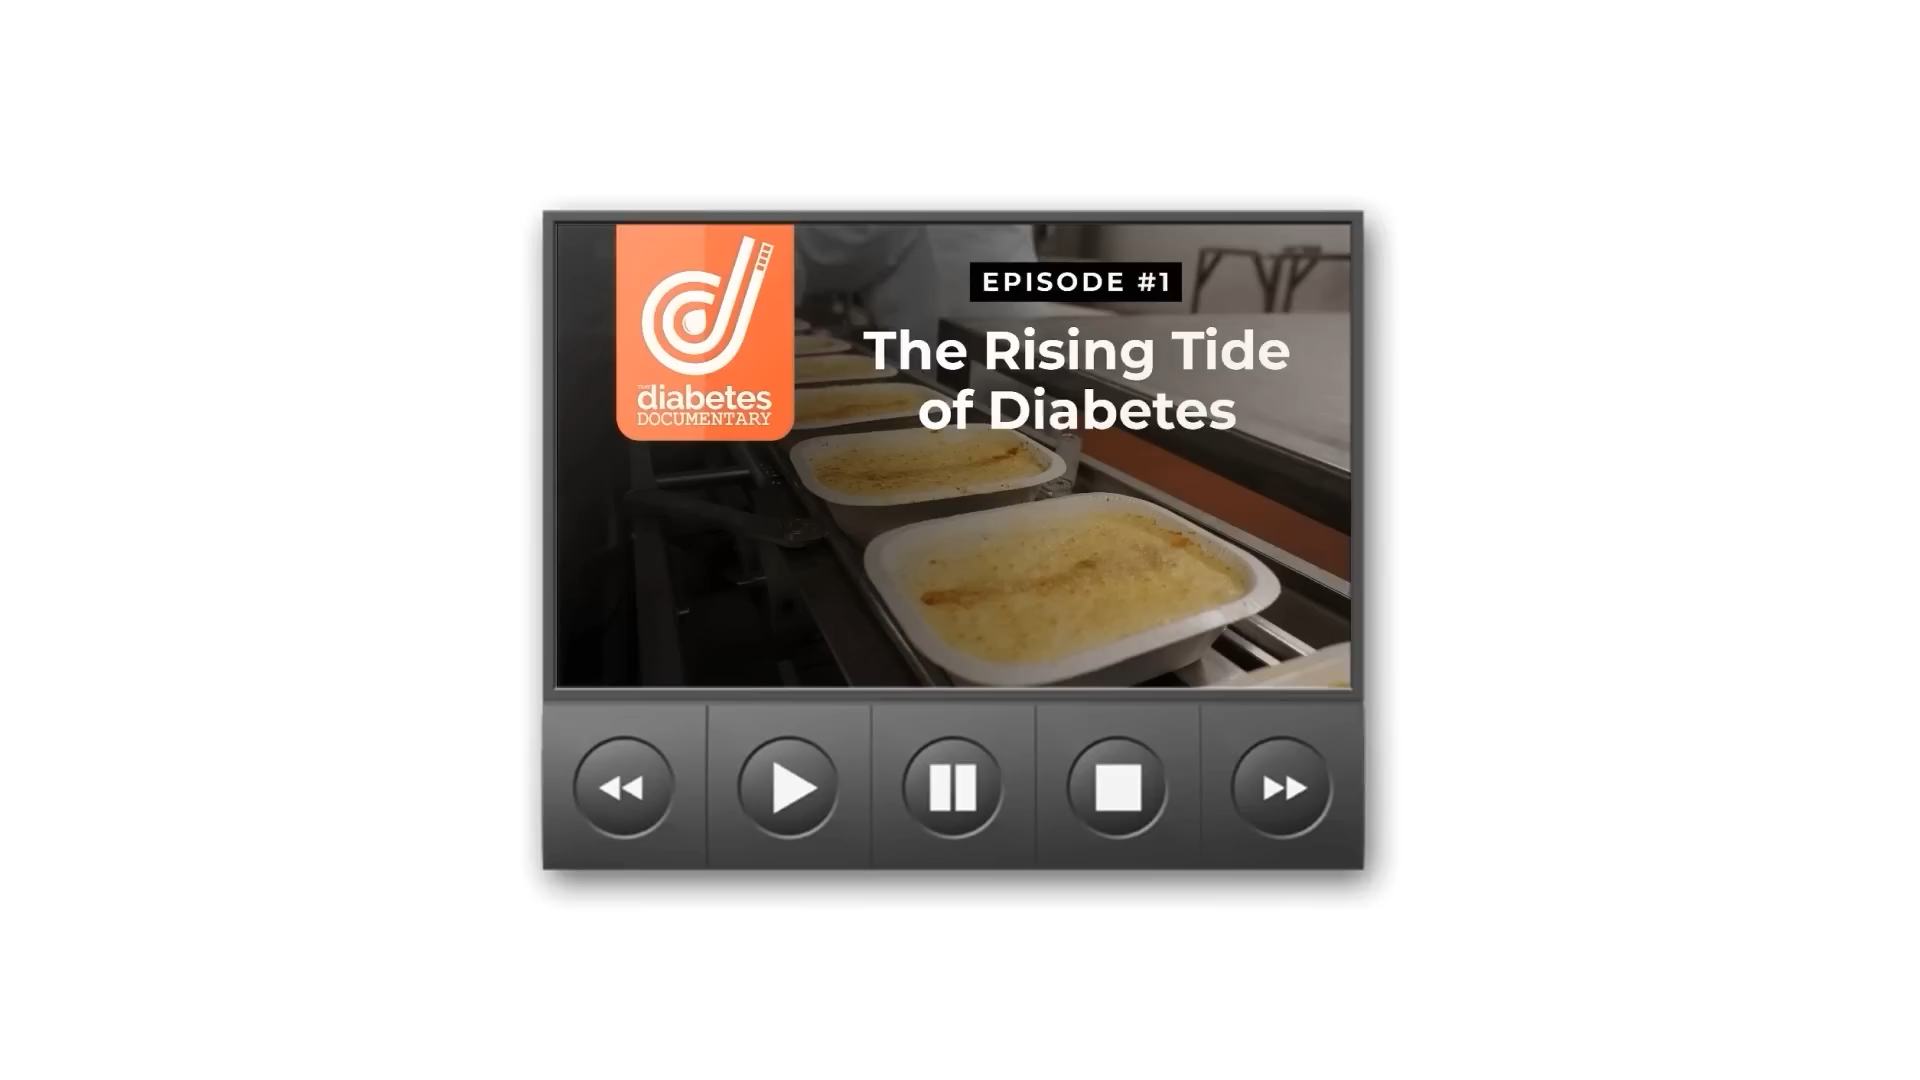 diabetes
DOCUMENTARY
EPISODE #1
The Rising Tide
of Diabetes